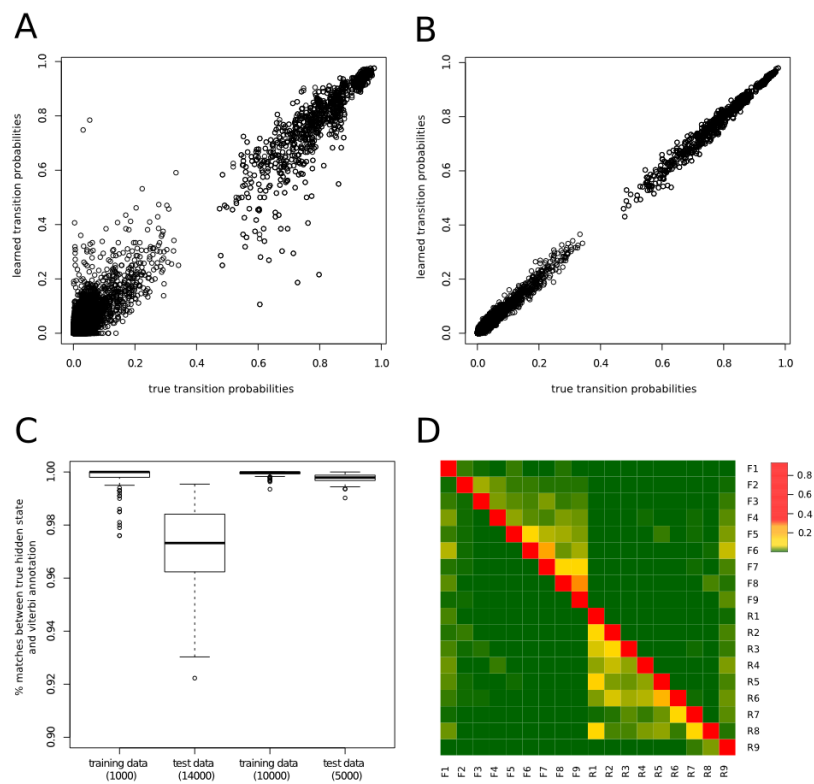 A
B
1.0
0.8
0.6
0.4
0.2
0.0
learned transition probabilities
0.0 0.2 0.4 0.6 0.8 1.0
true transition probabilities
1.0
0.8
0.6
0.4
0.2
0.0
learned transition probabilities
0.0 0.2 0.4 0.6 0.8 1.0
true transition probabilities
C
D
1.00
0.98
0.96
0.94
0.92
0.90
% matches between true hidden state
and viterbi annotation
training data
(1000)
test data
(14000)
training data
(10000)
test data
(5000)
F1
F2
F3
F4
F5
F6
F7
F8
F9
R1
R2
R3
R4
R5
R6
R7
R8
R9
F1 F2 F3 F4 F5 F6 F7 F8 F9 R1 R2 R3 R4 R5 R6 R7 R8 R9
0.8
0.6
0.4
0.2